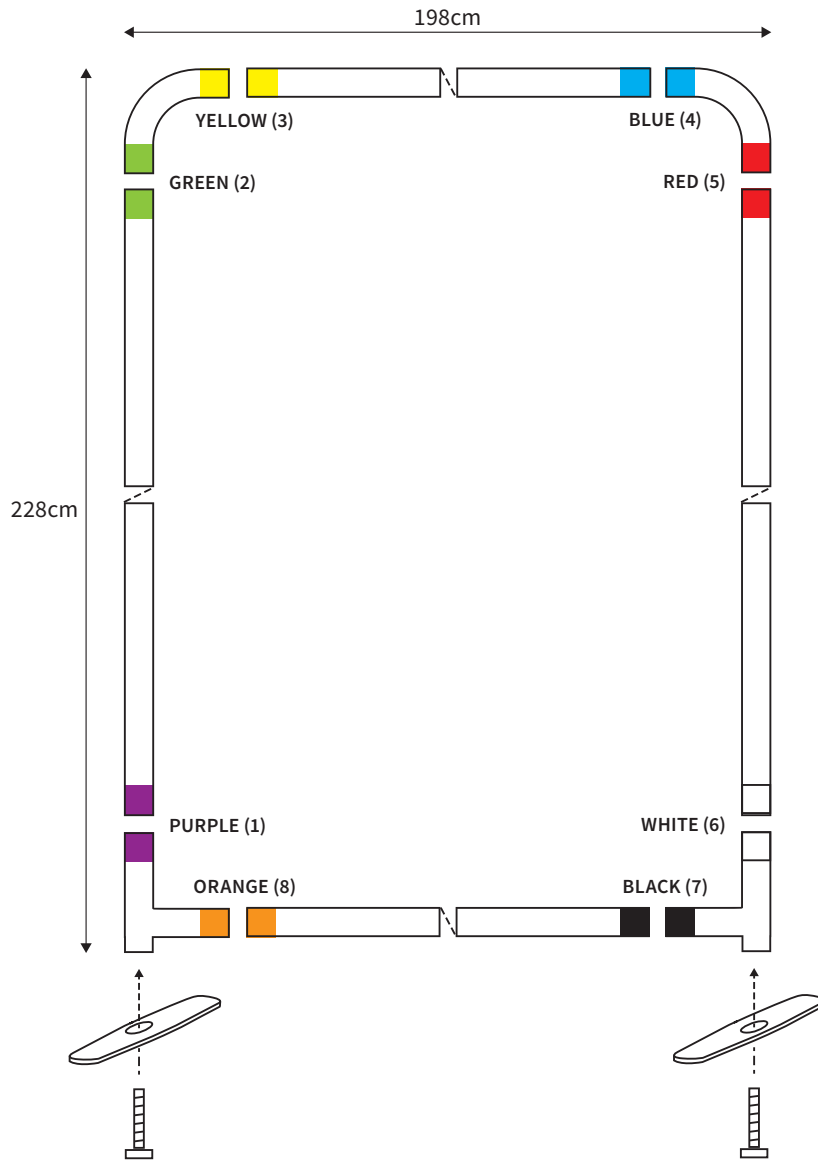 198cm
YELLOW (3)
BLUE (4)
GREEN (2)
RED (5)
228cm
PURPLE (1)
WHITE (6)
ORANGE (8)
BLACK (7)